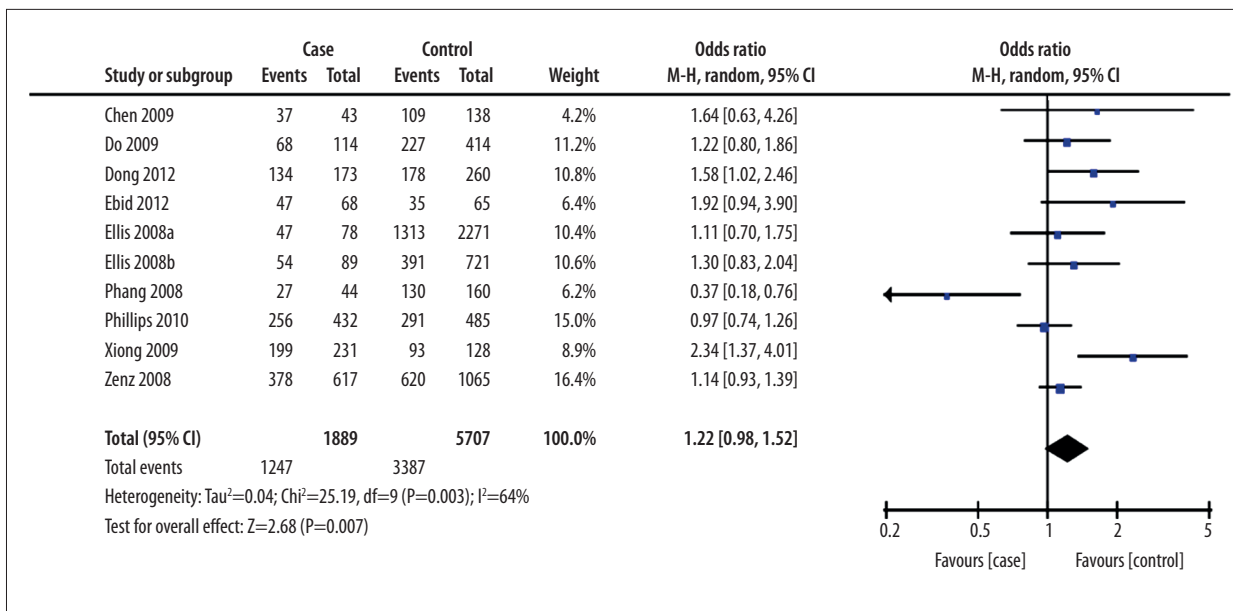 Case Control Odds ratio Odds ratio
Study or subgroup Events Total Events Total Weight M-H, random, 95% CI M-H, random, 95% CI
Chen 2009 37 43 109 138 4.2% 1.64 [0.63, 4.26]
Do 2009 68 114 227 414 11.2% 1.22 [0.80, 1.86]
Dong 2012 134 173 178 260 10.8% 1.58 [1.02, 2.46]
Ebid 2012 47 68 35 65 6.4% 1.92 [0.94, 3.90]
Ellis 2008a 47 78 1313 2271 10.4% 1.11 [0.70, 1.75]
Ellis 2008b 54 89 391 721 10.6% 1.30 [0.83, 2.04]
Phang 2008 27 44 130 160 6.2% 0.37 [0.18, 0.76]
Phillips 2010 256 432 291 485 15.0% 0.97 [0.74, 1.26]
Xiong 2009 199 231 93 128 8.9% 2.34 [1.37, 4.01]
Zenz 2008 378 617 620 1065 16.4% 1.14 [0.93, 1.39]
Total (95% CI) 1889 5707 100.0% 1.22 [0.98, 1.52]
Total events 1247 3387
Heterogeneity: Tau²=0.04; Chi²=25.19, df=9 (P=0.003); I²=64%
Test for overall effect: Z=2.68 (P=0.007)
0.2 0.5 1 2 5
Favours [case] Favours [control]